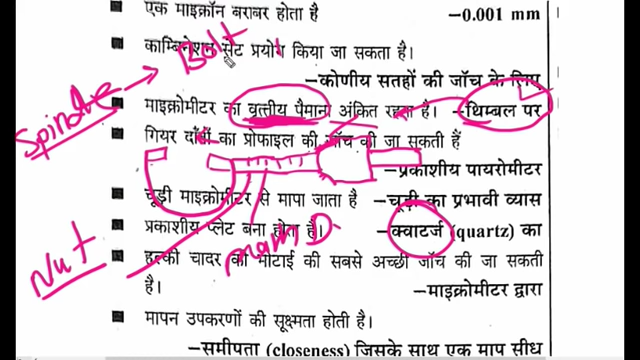 एक माइक्रॉन बराबर होता है –0.001 mm
Bolt
काम्बिनेशन सेट प्रयोग किया जा सकता है।
–कोणीय सतहों की जाँच के लिए
Spindle
माइक्रोमीटर का वृत्तीय पैमाना अंकित रहता है। –थिम्बल पर
गियर दाँतों का प्रोफाइल की जाँच की जा सकती हैं
–प्रकाशीय पायरोमीटर
चूड़ी माइक्रोमीटर से मापा जाता है –चूड़ी का प्रभावी व्यास
प्रकाशीय प्लेट बना होता है। –क्वाटर्ज (quartz) का
main D
Nut
हल्की चादर की मोटाई की सबसे अच्छी जाँच की जा सकती
है। –माइक्रोमीटर द्वारा
मापन उपकरणों की सूक्ष्मता होती है।
–समीपता (closeness) जिसके साथ एक माप सीध